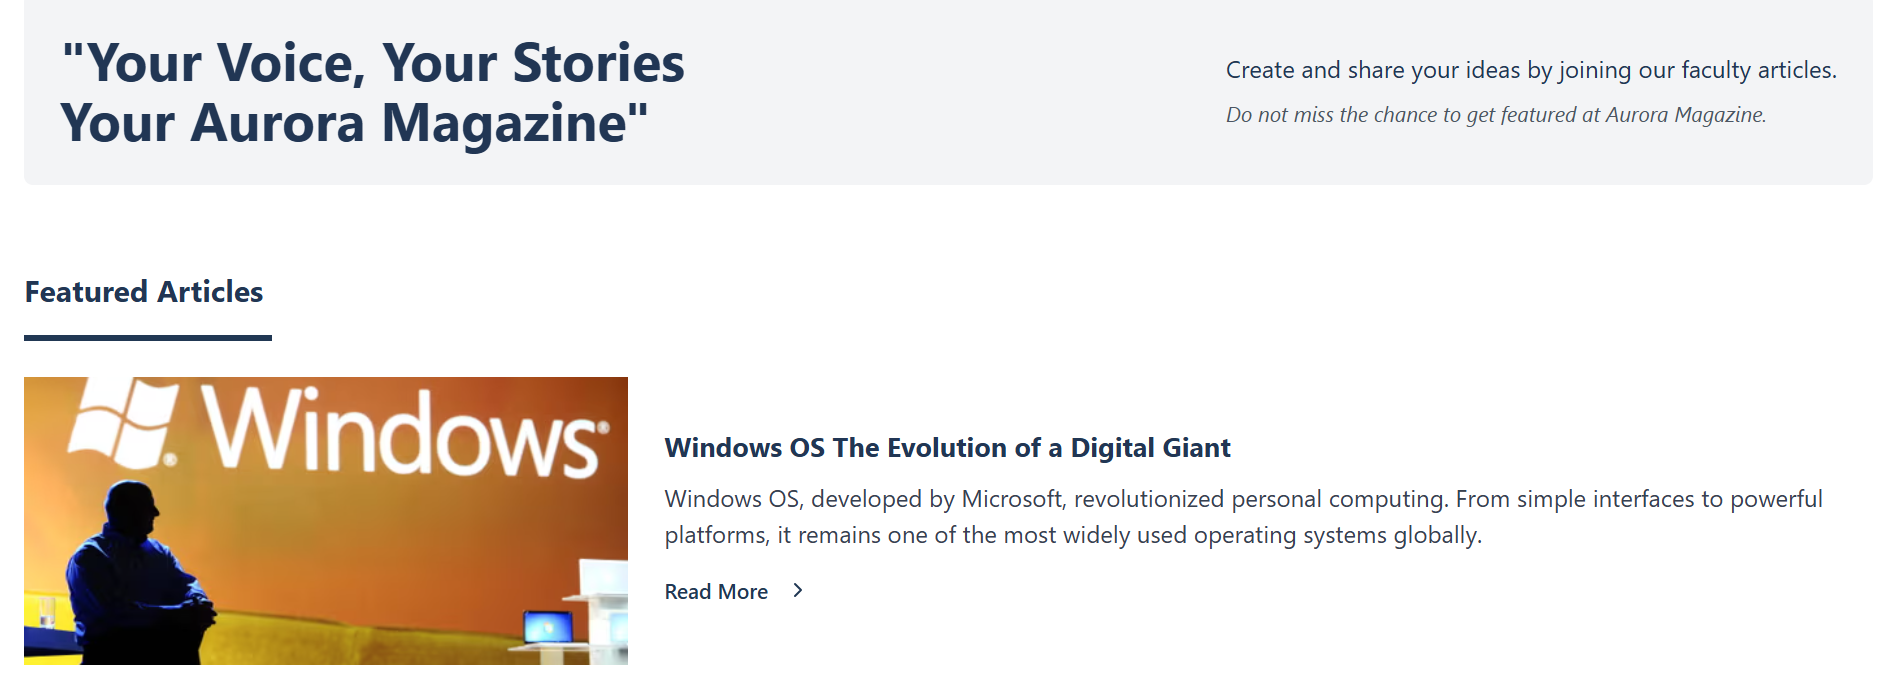 "Your Voice, Your Stories
Your Aurora Magazine"
Create and share your ideas by joining our faculty articles.
Do not miss the chance to get featured at Aurora Magazine.
Featured Articles
Windows®
Windows OS The Evolution of a Digital Giant
Windows OS, developed by Microsoft, revolutionized personal computing. From simple interfaces to powerful
platforms, it remains one of the most widely used operating systems globally.
Read More